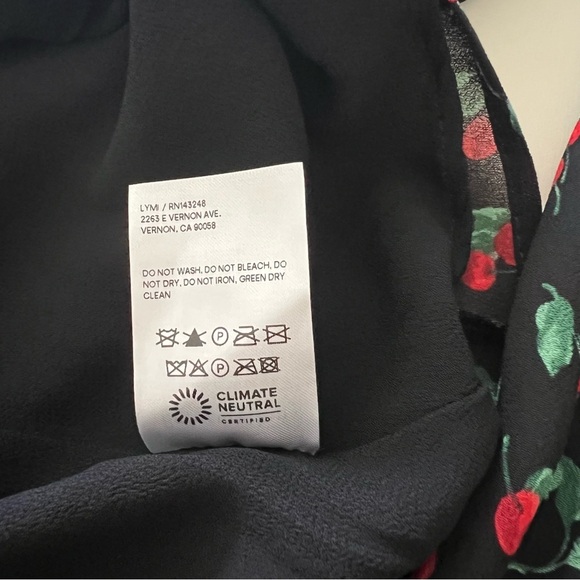 LYMI / RN143248
2263 E VERNON AVE.
VERNON, CA 90058
DO NOT WASH, DO NOT BLEACH, DO
NOT DRY, DO NOT IRON, GREEN DRY
CLEAN
P
P
CLIMATE
NEUTRAL
CERTIFIED